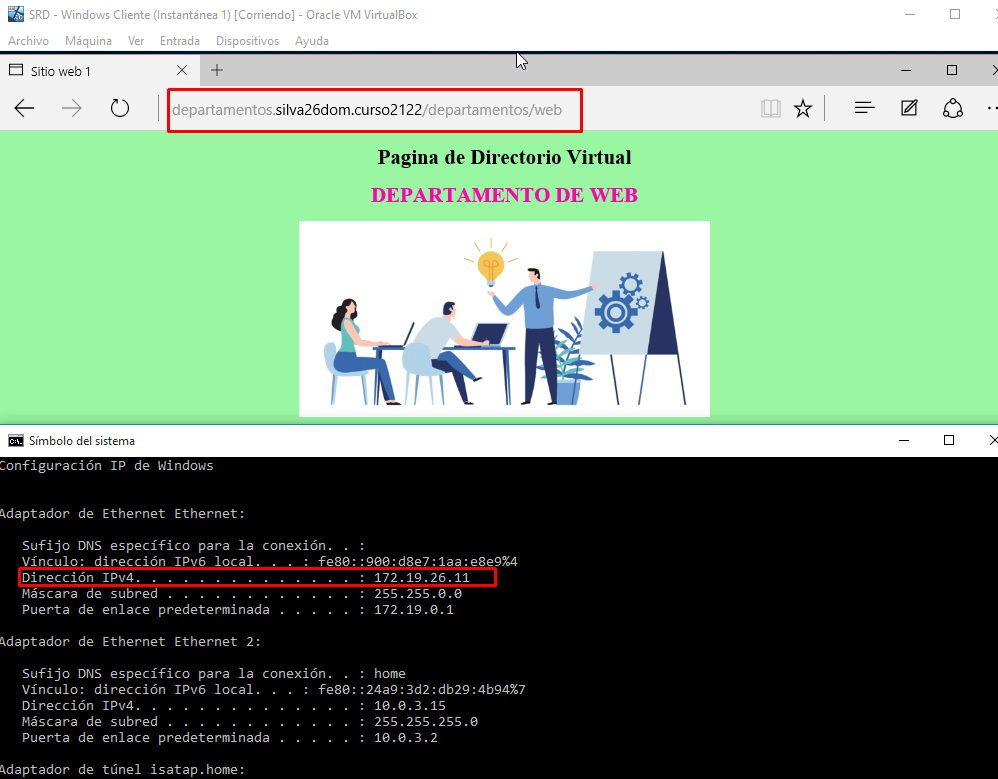 SRD - Windows Cliente (Instantánea 1) [Corriendo] - Oracle VM VirtualBox
Archivo Máquina Ver Entrada Dispositivos Ayuda
Sitio web 1
departamentos.silva26dom.curso2122/departamentos/web
Pagina de Directorio Virtual
DEPARTAMENTO DE WEB
Símbolo del sistema
Configuración IP de Windows
Adaptador de Ethernet Ethernet:
Sufijo DNS específico para la conexión. . :
Vínculo: dirección IPv6 local. . . : fe80::900:d8e7:1aa:e8e9%4
Dirección IPv4. . . . . . . . . . . . . . : 172.19.26.11
Máscara de subred . . . . . . . . . . . . : 255.255.0.0
Puerta de enlace predeterminada . . . . . : 172.19.0.1
Adaptador de Ethernet Ethernet 2:
Sufijo DNS específico para la conexión. . : home
Vínculo: dirección IPv6 local. . . : fe80::24a9:3d2:db29:4b94%7
Dirección IPv4. . . . . . . . . . . . . . : 10.0.3.15
Máscara de subred . . . . . . . . . . . . : 255.255.255.0
Puerta de enlace predeterminada . . . . . : 10.0.3.2
Adaptador de túnel isatap.home: